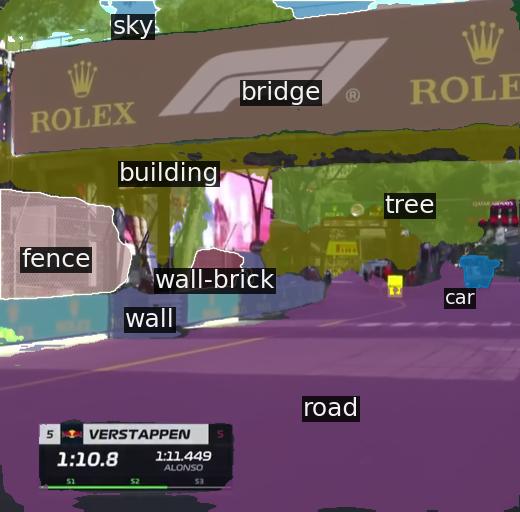 sky
ROLEX
bridge
®
ROLE
building
tree
fence
wall-brick
car
wall
road
5 VERSTAPPEN 5
1:10.8 1:11.449
ALONSO
S1 S2 S3